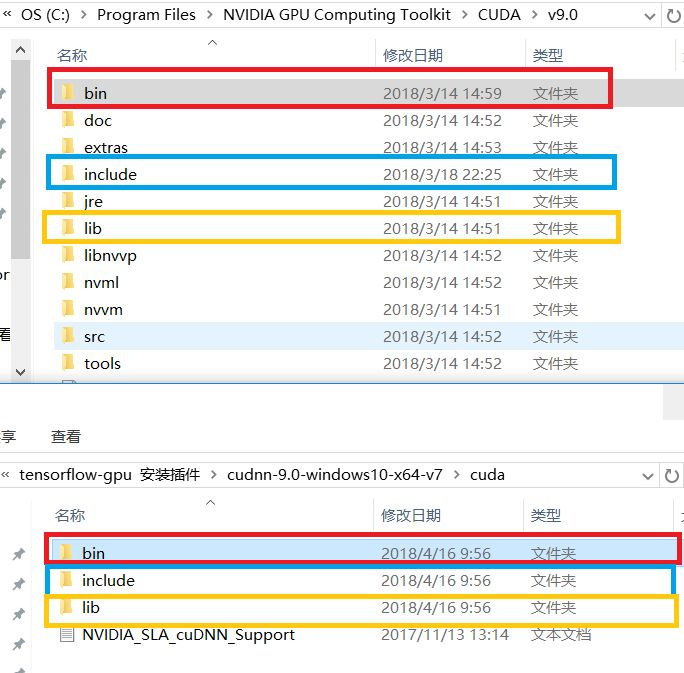 « OS (C:) > Program Files > NVIDIA GPU Computing Toolkit > CUDA > v9.0
名称 修改日期 类型
bin 2018/3/14 14:59 文件夹
doc 2018/3/14 14:52 文件夹
extras 2018/3/14 14:53 文件夹
include 2018/3/18 22:25 文件夹
jre 2018/3/14 14:51 文件夹
lib 2018/3/14 14:51 文件夹
libnvvp 2018/3/14 14:52 文件夹
or
nvml 2018/3/14 14:52 文件夹
nvvm 2018/3/14 14:51 文件夹
看
src 2018/3/14 14:52 文件夹
tools 2018/3/14 14:52 文件夹
享 查看
« tensorflow-gpu 安装插件 > cudnn-9.0-windows10-x64-v7 > cuda
名称 修改日期 类型
bin 2018/4/16 9:56 文件夹
include 2018/4/16 9:56 文件夹
lib 2018/4/16 9:56 文件夹
NVIDIA_SLA_cuDNN_Support 2017/11/13 13:14 文本文档